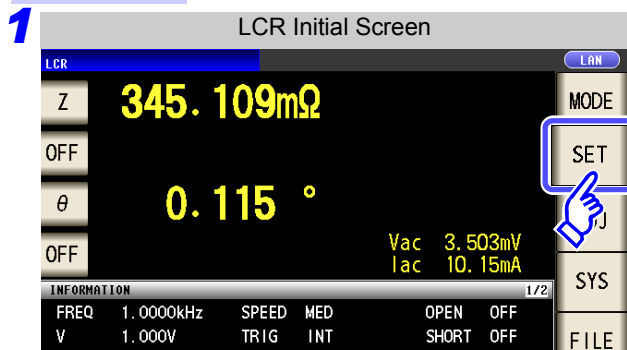 1
LCR Initial Screen
LCR
LAN
Z 345.109mΩ
MODE
OFF
SET
θ 0.115 °
OFF
Vac 3.503mV
Iac 10.15mA
SYS
INFORMATION 1/2
FREQ 1.0000kHz SPEED MED OPEN OFF
V 1.000V TRIG INT SHORT OFF
FILE